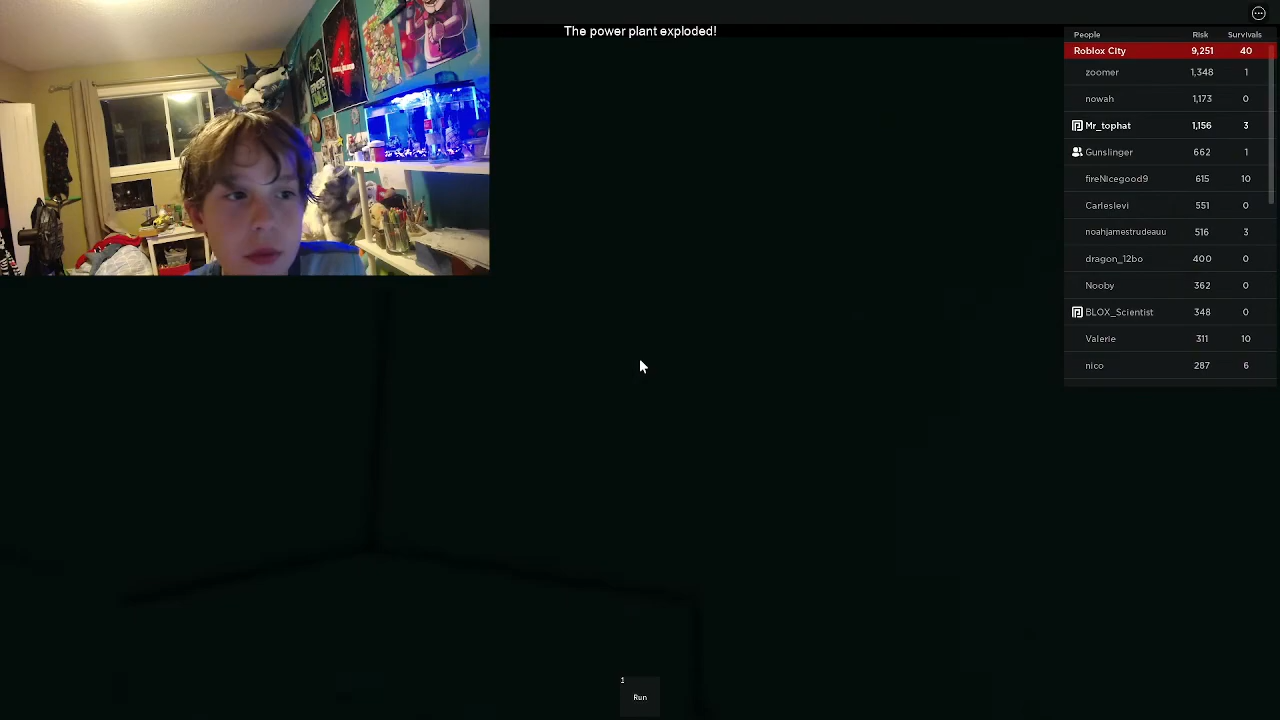 The power plant exploded!
People Risk Survivals
Roblox City 9,251 40
zoomer 1,348 1
nowah 1,173 0
Mr_tophat 1,156 3
Gunslinger 662 1
fireNicegood9 615 10
Carleslevi 551 0
noahjamestrudeauu 516 3
dragon_12bo 400 0
Nooby 362 0
BLOX_Scientist 348 0
Valerie 311 10
nico 287 6
1
Run